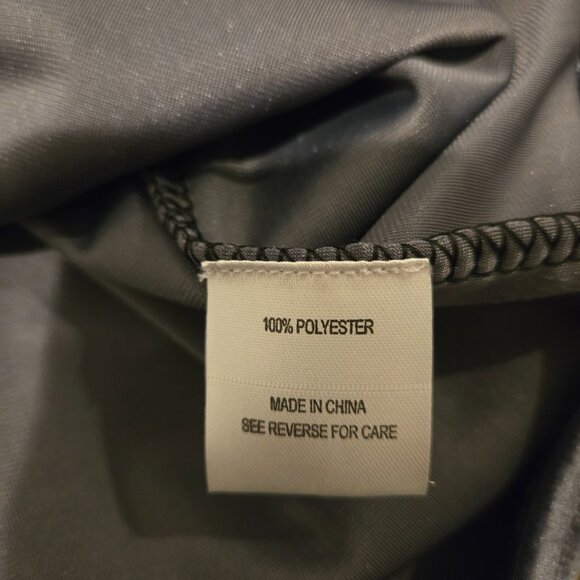 100% POLYESTER
MADE IN CHINA
SEE REVERSE FOR CARE